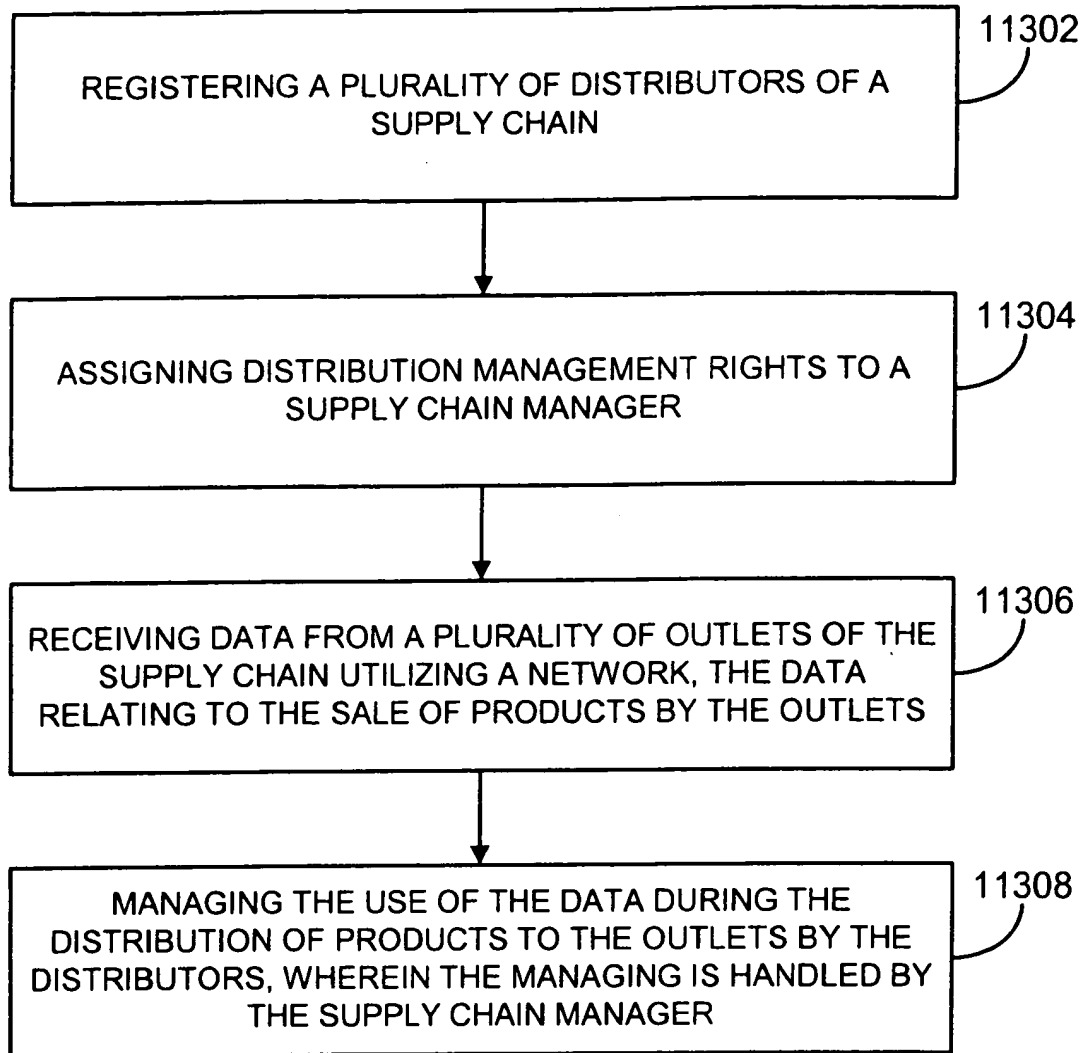 11302
REGISTERING A PLURALITY OF DISTRIBUTORS OF A
SUPPLY CHAIN
11304
ASSIGNING DISTRIBUTION MANAGEMENT RIGHTS TO A
SUPPLY CHAIN MANAGER
11306
RECEIVING DATA FROM A PLURALITY OF OUTLETS OF THE
SUPPLY CHAIN UTILIZING A NETWORK, THE DATA
RELATING TO THE SALE OF PRODUCTS BY THE OUTLETS
11308
MANAGING THE USE OF THE DATA DURING THE
DISTRIBUTION OF PRODUCTS TO THE OUTLETS BY THE
DISTRIBUTORS, WHEREIN THE MANAGING IS HANDLED BY
THE SUPPLY CHAIN MANAGER